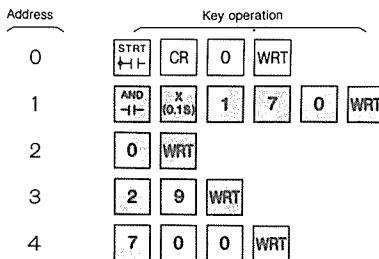 Address Key operation
0 STRT CR 0 WRT
1 AND X (0.1S) 1 7 0 WRT
2 0 WRT
3 2 9 WRT
4 7 0 0 WRT